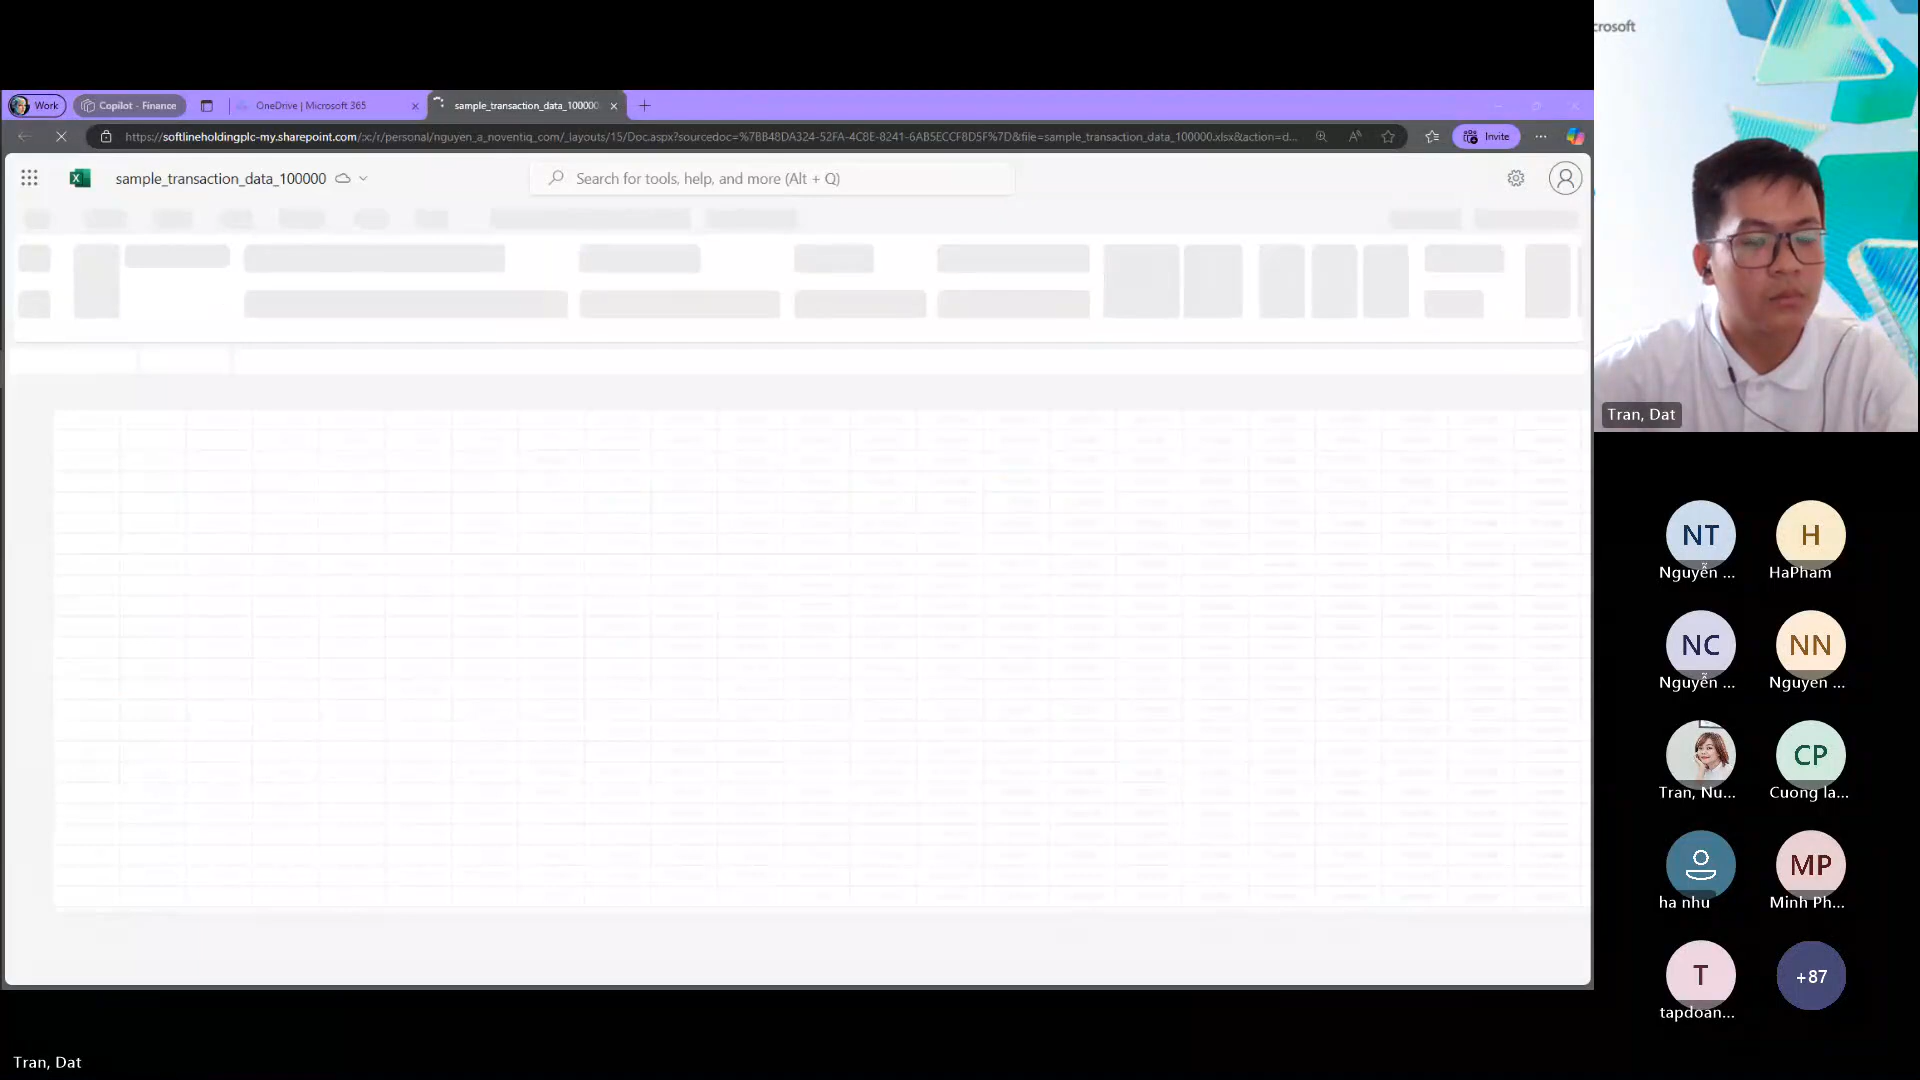 crosoft
Work
Copilot - Finance
OneDrive | Microsoft 365
sample_transaction_data_100000
https://softlineholdingplc-my.sharepoint.com/:x:/r/personal/nguyen_a_noventiq_com/_layouts/15/Doc.aspx?sourcedoc=%7BB48DA324-52FA-4C8E-8241-6AB5ECCF8D5F%7D&file=sample_transaction_data_100000.xlsx&action=d...
Invite
sample_transaction_data_100000
Search for tools, help, and more (Alt + Q)
Tran, Dat
NT
H
Nguyễn ...
HaPham
NC
NN
Nguyễn ...
Nguyen ...
CP
Tran, Nu...
Cuong la...
MP
ha nhu
Minh Ph...
T
+87
tapdoan...
Tran, Dat